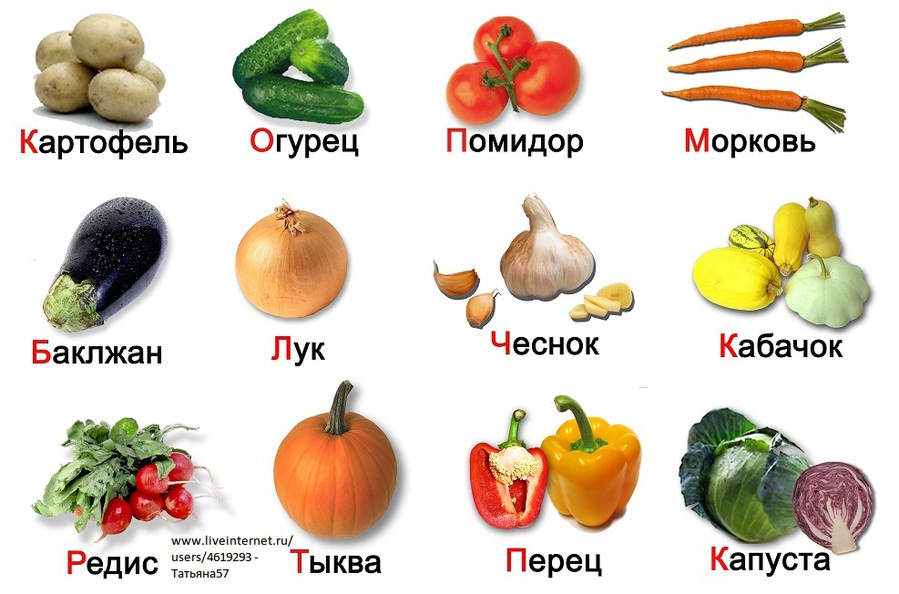 Картофель
Огурец
Помидор
Морковь
Баклжан
Лук
Чеснок
Кабачок
Редис
www.liveinternet.ru/
users/4619293 -
Татьяна57
Тыква
Перец
Капуста